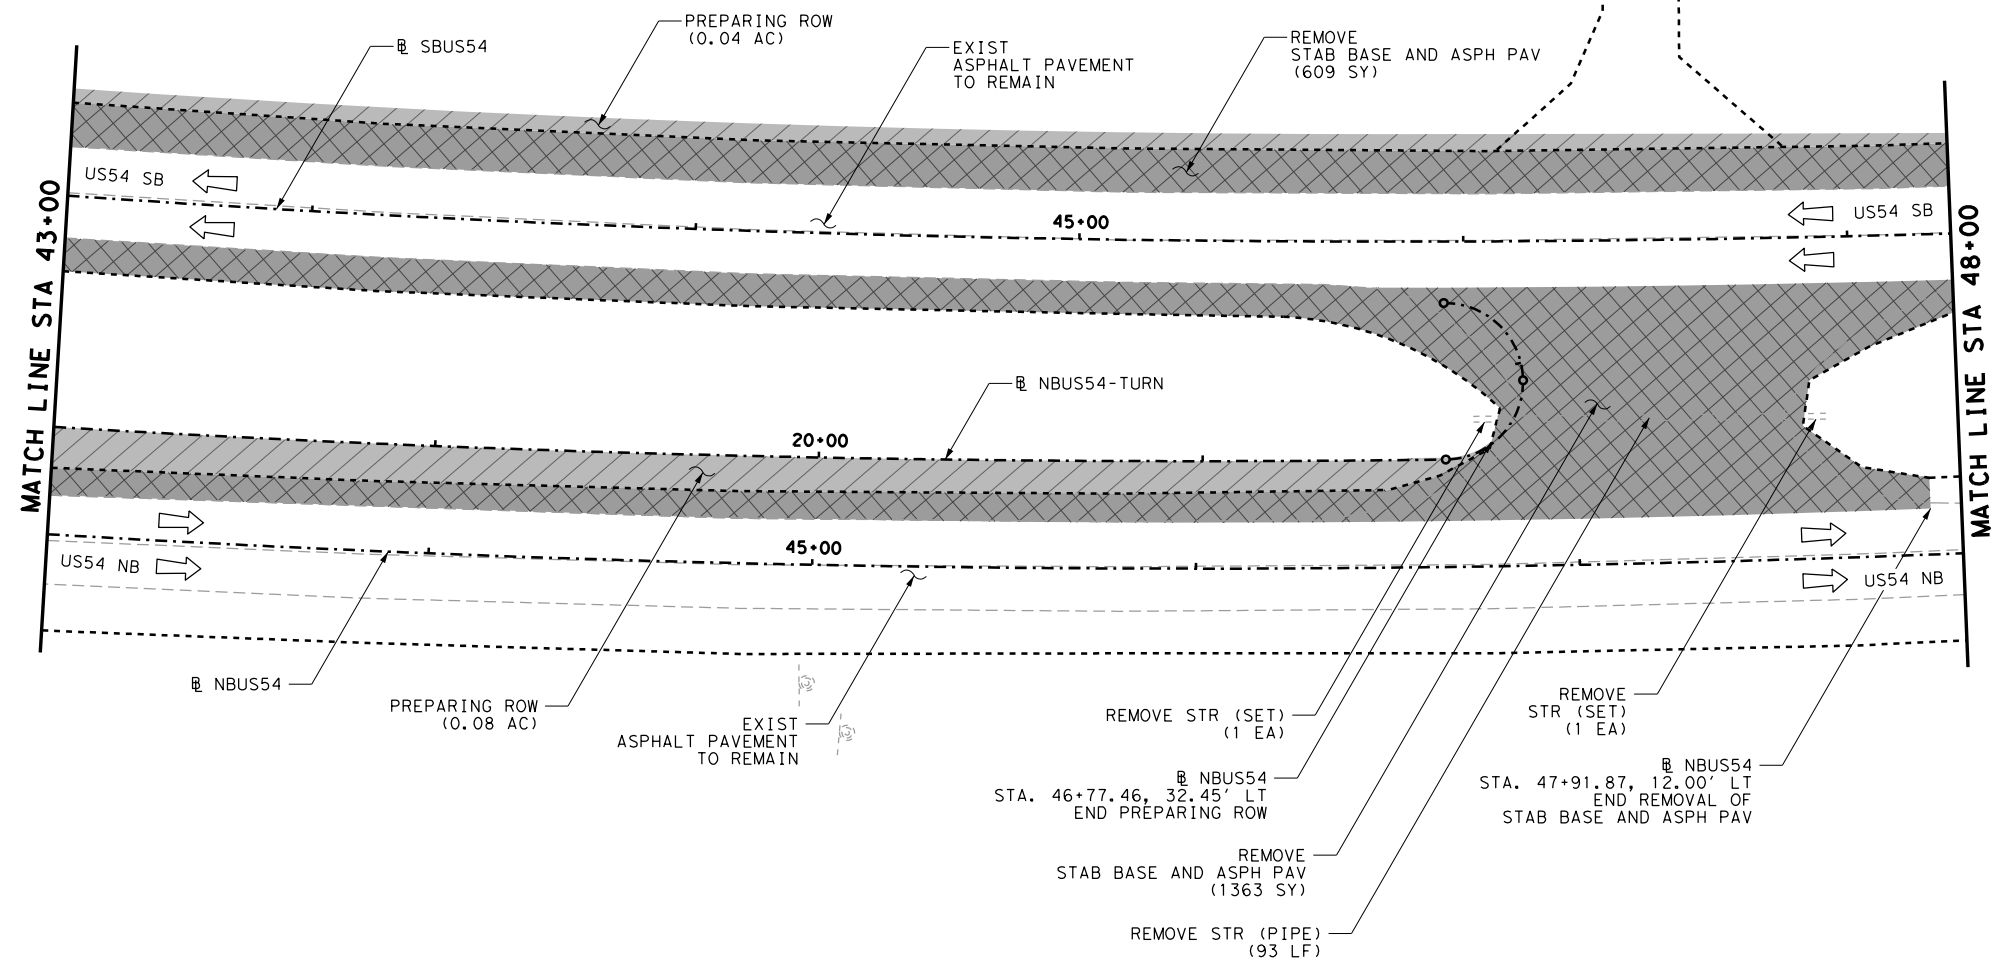 PREPARING ROW
(0.04 AC)
℄ SBUS54
EXIST
ASPHALT PAVEMENT
TO REMAIN
REMOVE
STAB BASE AND ASPH PAV
(609 SY)
US54 SB
45+00
US54 SB
MATCH LINE STA 43+00
MATCH LINE STA 48+00
℄ NBUS54-TURN
20+00
45+00
US54 NB
US54 NB
℄ NBUS54
PREPARING ROW
(0.08 AC)
EXIST
ASPHALT PAVEMENT
TO REMAIN
REMOVE STR (SET)
(1 EA)
REMOVE
STR (SET)
(1 EA)
℄ NBUS54
STA. 46+77.46, 32.45' LT
END PREPARING ROW
℄ NBUS54
STA. 47+91.87, 12.00' LT
END REMOVAL OF
STAB BASE AND ASPH PAV
REMOVE
STAB BASE AND ASPH PAV
(1363 SY)
REMOVE STR (PIPE)
(93 LF)